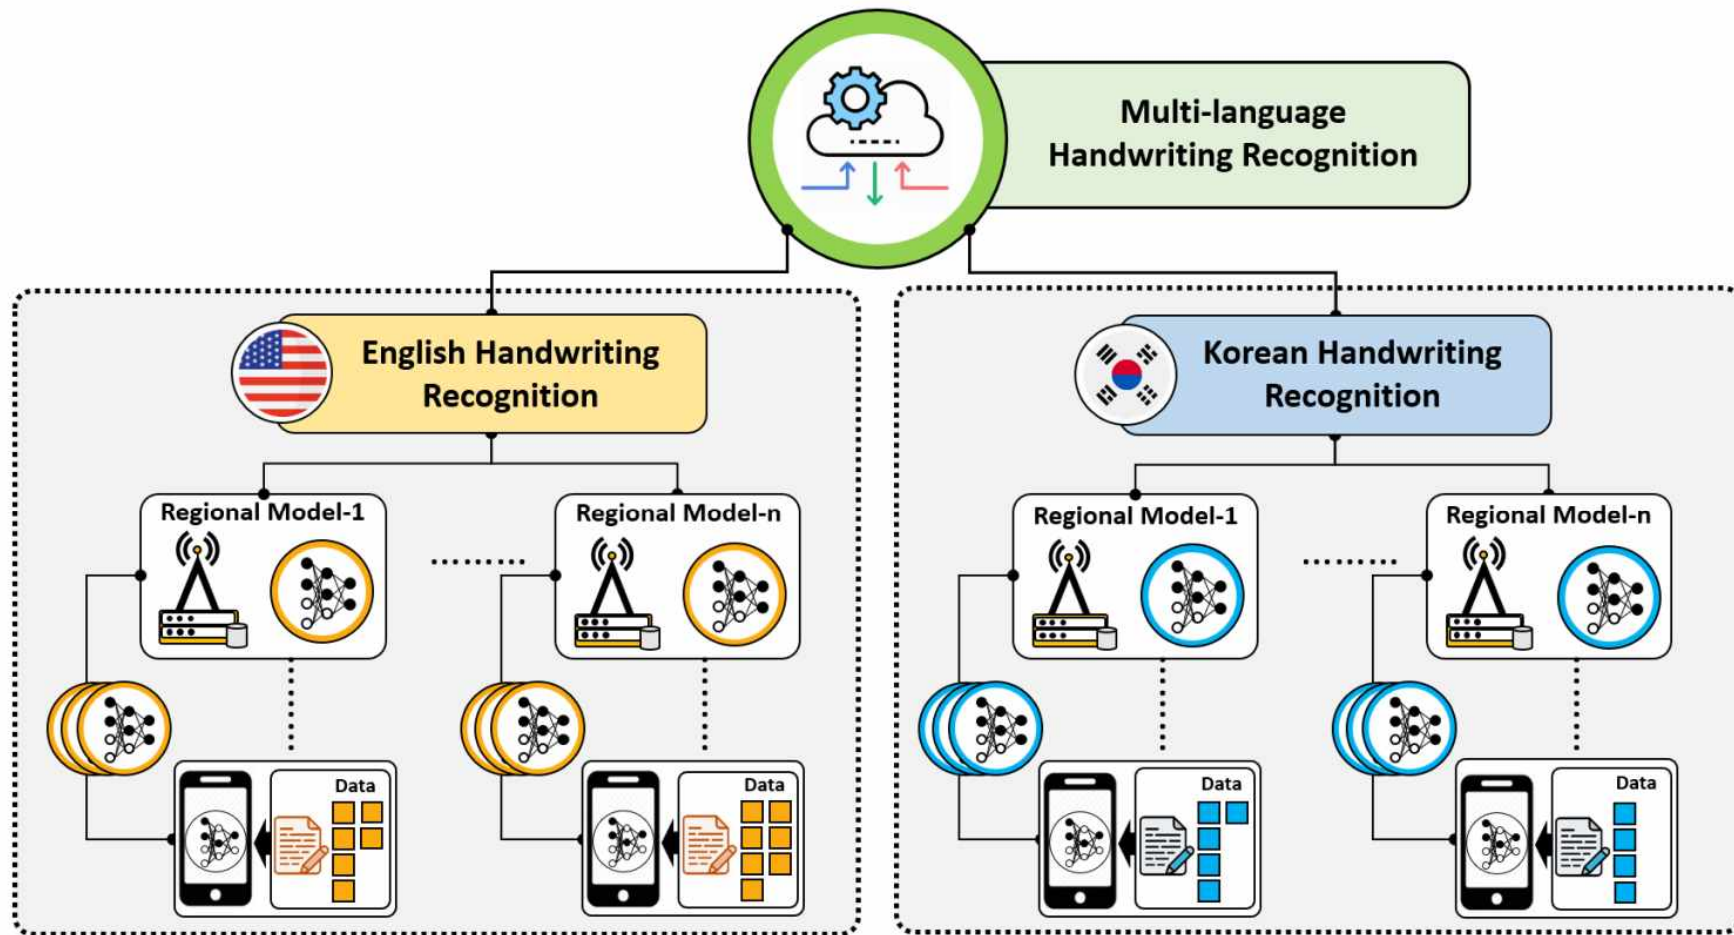 Multi-language
Handwriting Recognition
English Handwriting
Recognition
Korean Handwriting
Recognition
Regional Model-1
Regional Model-n
Regional Model-1
Regional Model-n
Data
Data
Data
Data